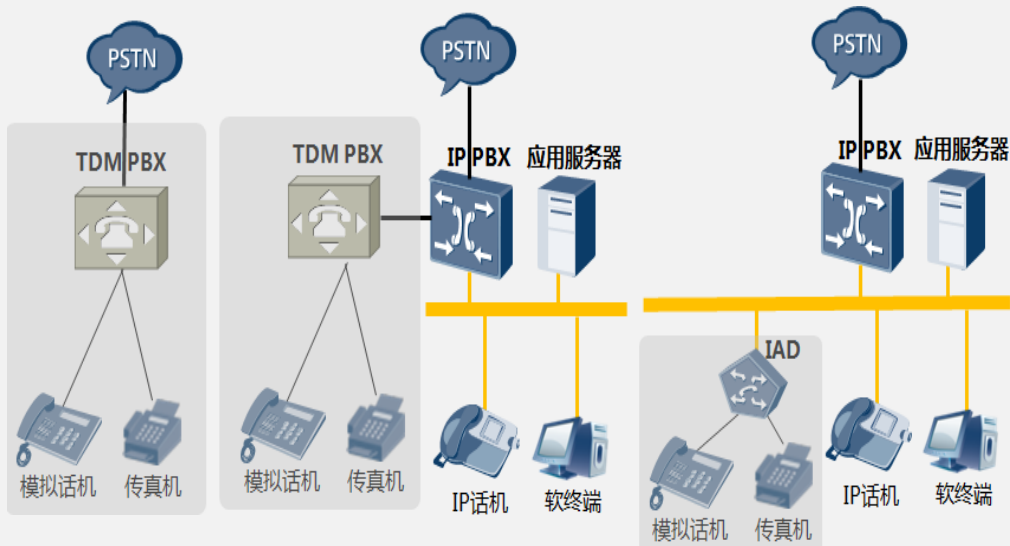 PSTN
TDM PBX
模拟话机
传真机
TDM PBX
模拟话机
传真机
PSTN
IP PBX
应用服务器
IP话机
软终端
PSTN
IP PBX
应用服务器
IAD
模拟话机
传真机
IP话机
软终端